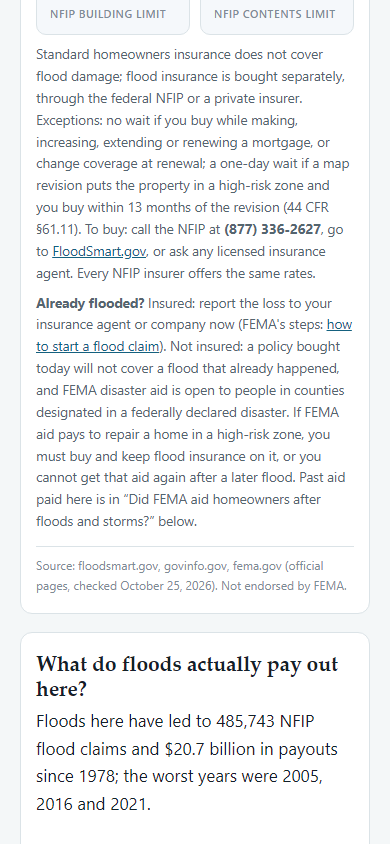 NFIP BUILDING LIMIT
NFIP CONTENTS LIMIT
Standard homeowners insurance does not cover
flood damage; flood insurance is bought separately,
through the federal NFIP or a private insurer.
Exceptions: no wait if you buy while making,
increasing, extending or renewing a mortgage, or
change coverage at renewal; a one-day wait if a map
revision puts the property in a high-risk zone and
you buy within 13 months of the revision (44 CFR
§61.11). To buy: call the NFIP at (877) 336-2627, go
to FloodSmart.gov, or ask any licensed insurance
agent. Every NFIP insurer offers the same rates.
Already flooded? Insured: report the loss to your
insurance agent or company now (FEMA's steps: how
to start a flood claim). Not insured: a policy bought
today will not cover a flood that already happened,
and FEMA disaster aid is open to people in counties
designated in a federally declared disaster. If FEMA
aid pays to repair a home in a high-risk zone, you
must buy and keep flood insurance on it, or you
cannot get that aid again after a later flood. Past aid
paid here is in “Did FEMA aid homeowners after
floods and storms?” below.
Source: floodsmart.gov, govinfo.gov, fema.gov (official
pages, checked October 25, 2026). Not endorsed by FEMA.
What do floods actually pay out
here?
Floods here have led to 485,743 NFIP
flood claims and $20.7 billion in payouts
since 1978; the worst years were 2005,
2016 and 2021.